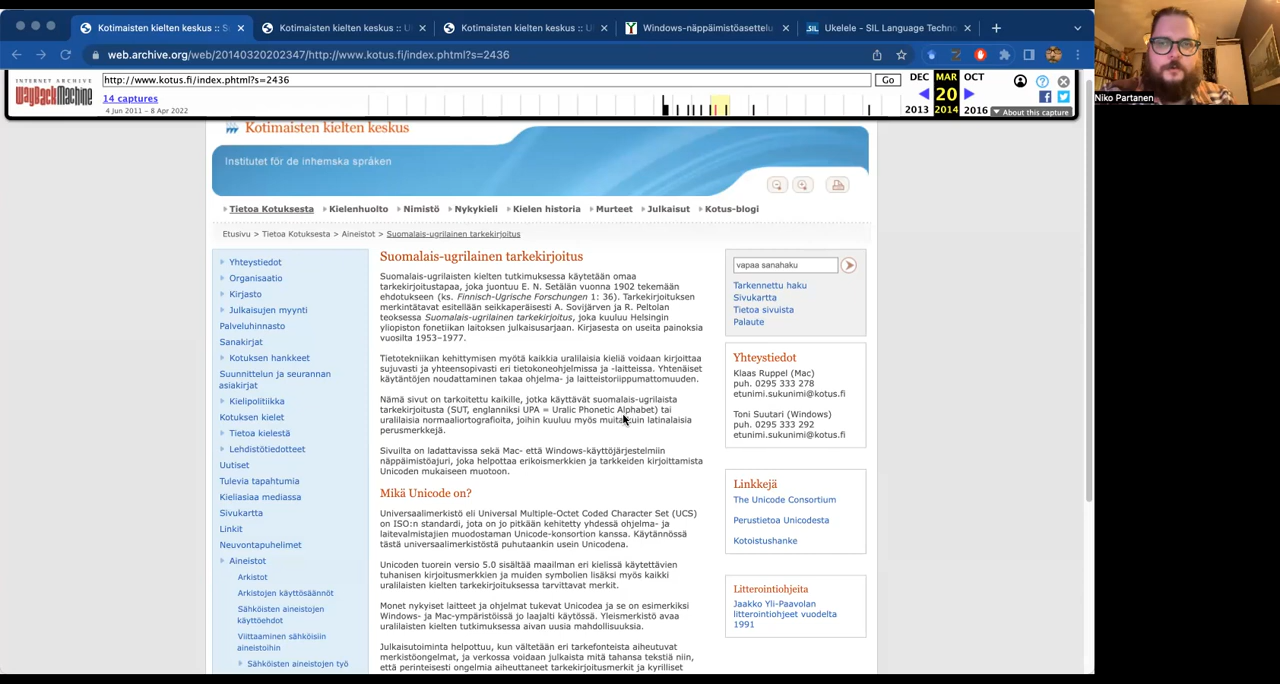 Kotimaisten kielten keskus :: S
Kotimaisten kielten keskus :: U
Kotimaisten kielten keskus :: U
Windows-näppäimistöasettelu
Ukelele - SIL Language Techno
web.archive.org/web/20140320202347/http://www.kotus.fi/index.phtml?s=2436
INTERNET ARCHIVE
WayBackMachine
http://www.kotus.fi/index.phtml?s=2436
Go
DEC MAR OCT
14 captures
20
4 Jun 2011 – 8 Apr 2022
2013 2014 2016
About this capture
Niko Partanen
Kotimaisten kielten keskus
Institutet för de inhemska språken
Tietoa Kotuksesta Kielenhuolto Nimistö Nykykieli Kielen historia Murteet Julkaisut Kotus-blogi
Etusivu > Tietoa Kotuksesta > Aineistot > Suomalais-ugrilainen tarkekirjoitus
Yhteystiedot
Organisaatio
Kirjasto
Julkaisujen myynti
Palveluhinnasto
Sanakirjat
Kotuksen hankkeet
Suunnittelun ja seurannan
asiakirjat
Kielipolitiikka
Kotuksen kielet
Tietoa kielestä
Lehdistötiedotteet
Uutiset
Tulevia tapahtumia
Kieliasiaa mediassa
Sivukartta
Linkit
Neuvontapuhelimet
Aineistot
Arkistot
Arkistojen käyttösäännöt
Sähköisten aineistojen
käyttöehdot
Viittaaminen sähköisiin
aineistoihin
Sähköisten aineistojen työ
Suomalais-ugrilainen tarkekirjoitus
Suomalais-ugrilaisten kielten tutkimuksessa käytetään omaa
tarkekirjoitustapaa, joka juontuu E. N. Setälän vuonna 1902 tekemään
ehdotukseen (ks. Finnisch-Ugrische Forschungen 1: 36). Tarkekirjoituksen
merkintätavat esitellään seikkaperäisesti A. Sovijärven ja R. Peltolan
teoksessa Suomalais-ugrilainen tarkekirjoitus, joka kuuluu Helsingin
yliopiston fonetiikan laitoksen julkaisusarjaan. Kirjasesta on useita painoksia
vuosilta 1953–1977.
Tietotekniikan kehittymisen myötä kaikkia uralilaisia kieliä voidaan kirjoittaa
sujuvasti ja yhteensopivasti eri tietokoneohjelmissa ja -laitteissa. Yhtenäiset
käytäntöjen noudattaminen takaa ohjelma- ja laitteistoriippumattomuuden.
Nämä sivut on tarkoitettu kaikille, jotka käyttävät suomalais-ugrilaista
tarkekirjoitusta (SUT, englanniksi UPA = Uralic Phonetic Alphabet) tai
uralilaisia normaaliortografioita, joihin kuuluu myös muita kuin latinalaisia
perusmerkkejä.
Sivuilta on ladattavissa sekä Mac- että Windows-käyttöjärjestelmiin
näppäimistöajuri, joka helpottaa erikoismerkkien ja tarkkeiden kirjoittamista
Unicoden mukaiseen muotoon.
Mikä Unicode on?
Universaalimerkistö eli Universal Multiple-Octet Coded Character Set (UCS)
on ISO:n standardi, jota on jo pitkään kehitetty yhdessä ohjelma- ja
laitevalmistajien muodostaman Unicode-konsortion kanssa. Käytännössä
tästä universaalimerkistöstä puhutaankin usein Unicodena.
Unicoden tuorein versio 5.0 sisältää maailman eri kielissä käytettävien
tuhanisen kirjoitusmerkkien ja muiden symbolien lisäksi myös kaikki
uralilaisten kielten tarkekirjoituksessa tarvittavat merkit.
Monet nykyiset laitteet ja ohjelmat tukevat Unicodea ja se on esimerkiksi
Windows- ja Mac-ympäristöissä jo laajalti käytössä. Yleismerkistö avaa
uralilaisten kielten tutkimuksessa aivan uusia mahdollisuuksia.
Julkaisutoiminta helpottuu, kun vältetään eri tarkefonteista aiheutuvat
merkistöongelmat, ja verkossa voidaan julkaista mitä tahansa tekstiä niin,
että perinteisesti ongelmia aiheuttaneet tarkekirjoitusmerkit ja kyrilliset
vapaa sanahaku
Tarkennettu haku
Sivukartta
Tietoa sivuista
Palaute
Yhteystiedot
Klaas Ruppel (Mac)
puh. 0295 333 278
etunimi.sukunimi@kotus.fi
Toni Suutari (Windows)
puh. 0295 333 292
etunimi.sukunimi@kotus.fi
Linkkejä
The Unicode Consortium
Perustietoa Unicodesta
Kotoistushanke
Litterointiohjeita
Jaakko Yli-Paavolan
litterointiohjeet vuodelta
1991